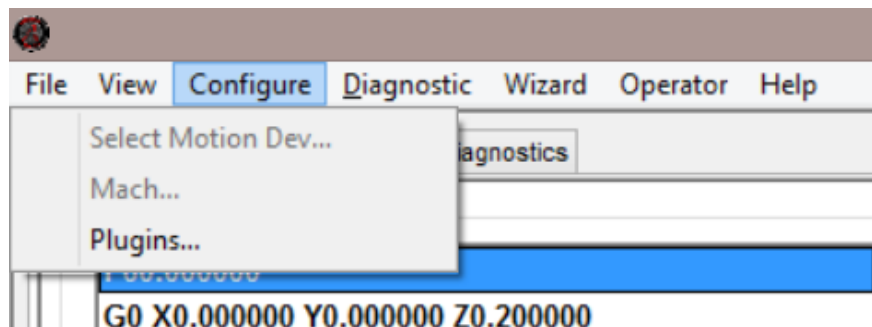 File View Configure Diagnostic Wizard Operator Help
Select Motion Dev...
agnostics
Mach...
Plugins...
G0 X0.000000 Y0.000000 Z0.200000